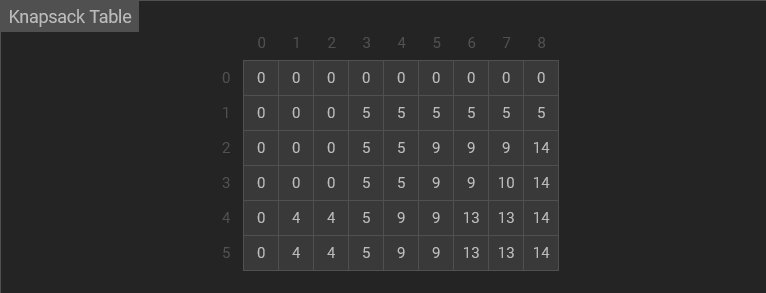 Knapsack Table
0 1 2 3 4 5 6 7 8
0 0 0 0 0 0 0 0 0 0
1 0 0 0 5 5 5 5 5 5
2 0 0 0 5 5 9 9 9 14
3 0 0 0 5 5 9 9 10 14
4 0 4 4 5 9 9 13 13 14
5 0 4 4 5 9 9 13 13 14